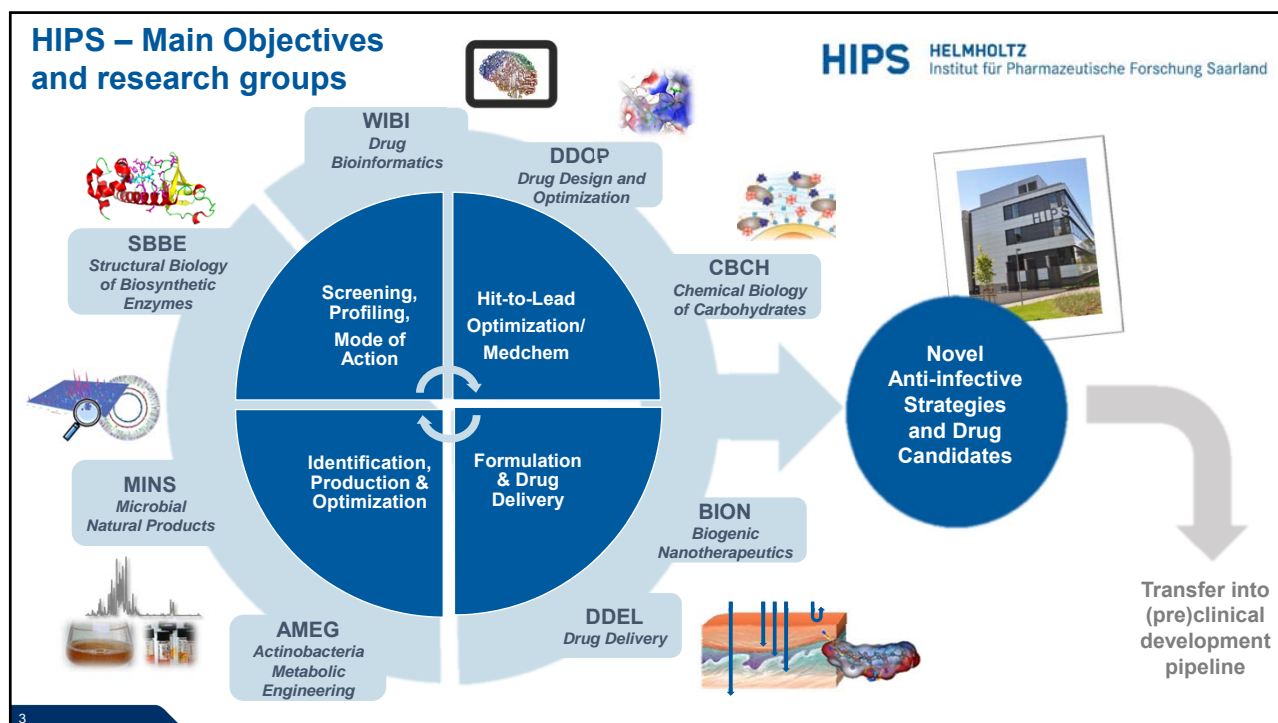 HIPS – Main Objectives
and research groups
HIPS
HELMHOLTZ
Institut für Pharmazeutische Forschung Saarland
WIBI
Drug
Bioinformatics
DDOP
Drug Design and
Optimization
SBBE
Structural Biology
of Biosynthetic
Enzymes
CBCH
Chemical Biology
of Carbohydrates
HIPS
Screening,
Profiling,
Mode of
Action
Hit-to-Lead
Optimization/
Medchem
Novel
Anti-infective
Strategies
and Drug
Candidates
Identification,
Production &
Optimization
Formulation
& Drug
Delivery
MINS
Microbial
Natural Products
BION
Biogenic
Nanotherapeutics
AMEG
Actinobacteria
Metabolic
Engineering
DDEL
Drug Delivery
Transfer into
(pre)clinical
development
pipeline
3